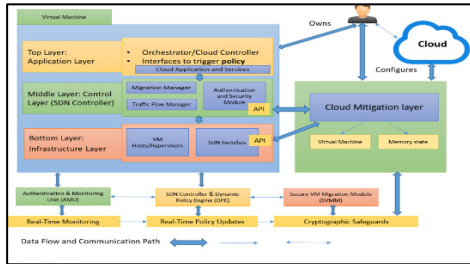 Virtual Machine
Owns
Top Layer:
Application Layer
• Orchestrator/Cloud Controller
• Interfaces to trigger policy
Cloud Application and Services
Cloud
Configures
Middle Layer: Control
Layer (SDN Controller)
Migration Manager
Traffic Flow Manager
Authentication
and Security
Module
API
Cloud Mitigation layer
Virtual Machine
Memory state
Bottom Layer:
Infrastructure Layer
VM
Hosts/Hypervisors
SDN Switches
API
Authentication & Monitoring
Unit (AMU)
SDN Controller & Dynamic
Policy Engine (DPE)
Secure VM Migration Module
(SVMM)
Real-Time Monitoring
Real-Time Policy Updates
Cryptographic Safeguards
Data Flow and Communication Path